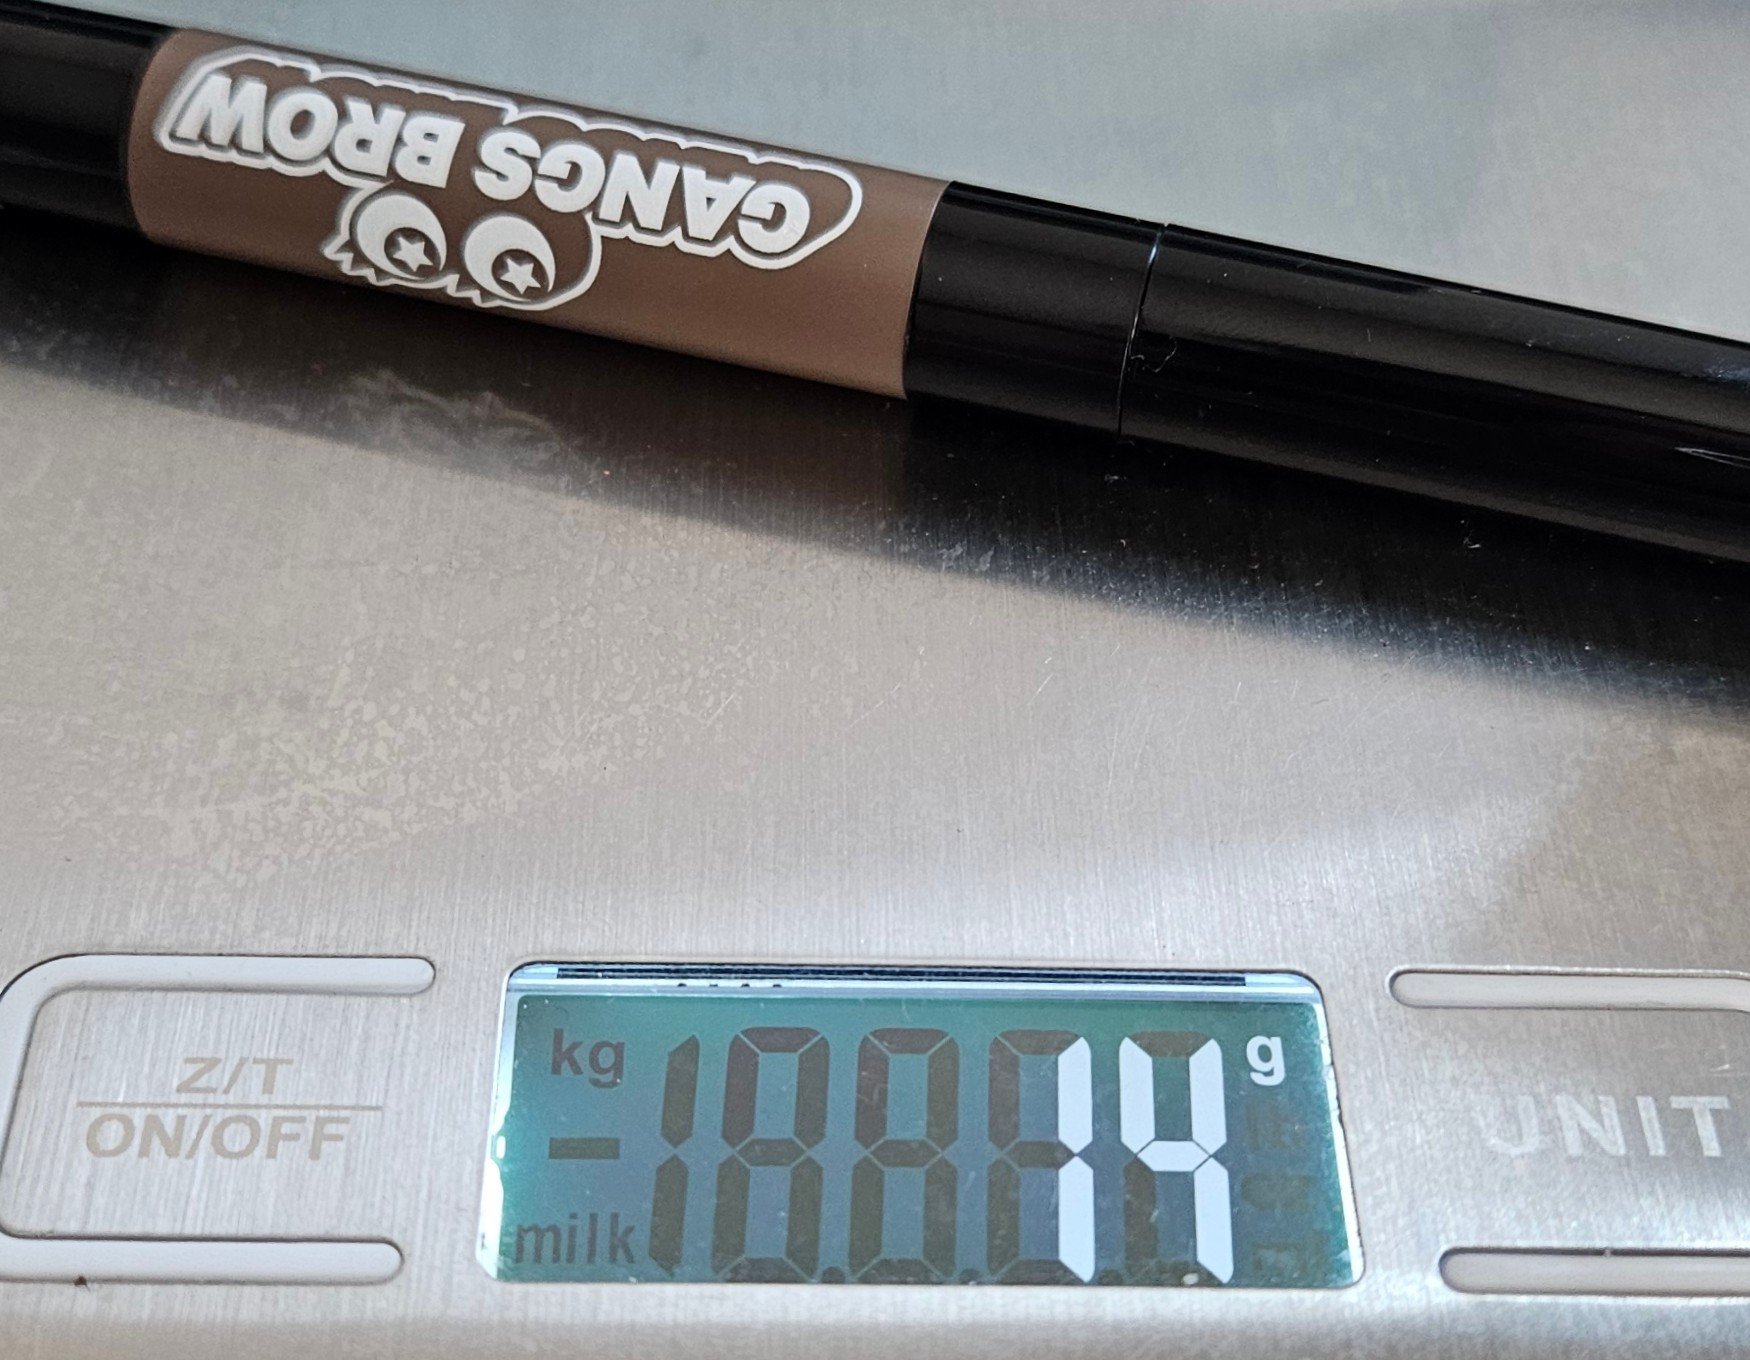 GANGS BROW
kg
14 g
milk
Z/T
ON/OFF
UNIT